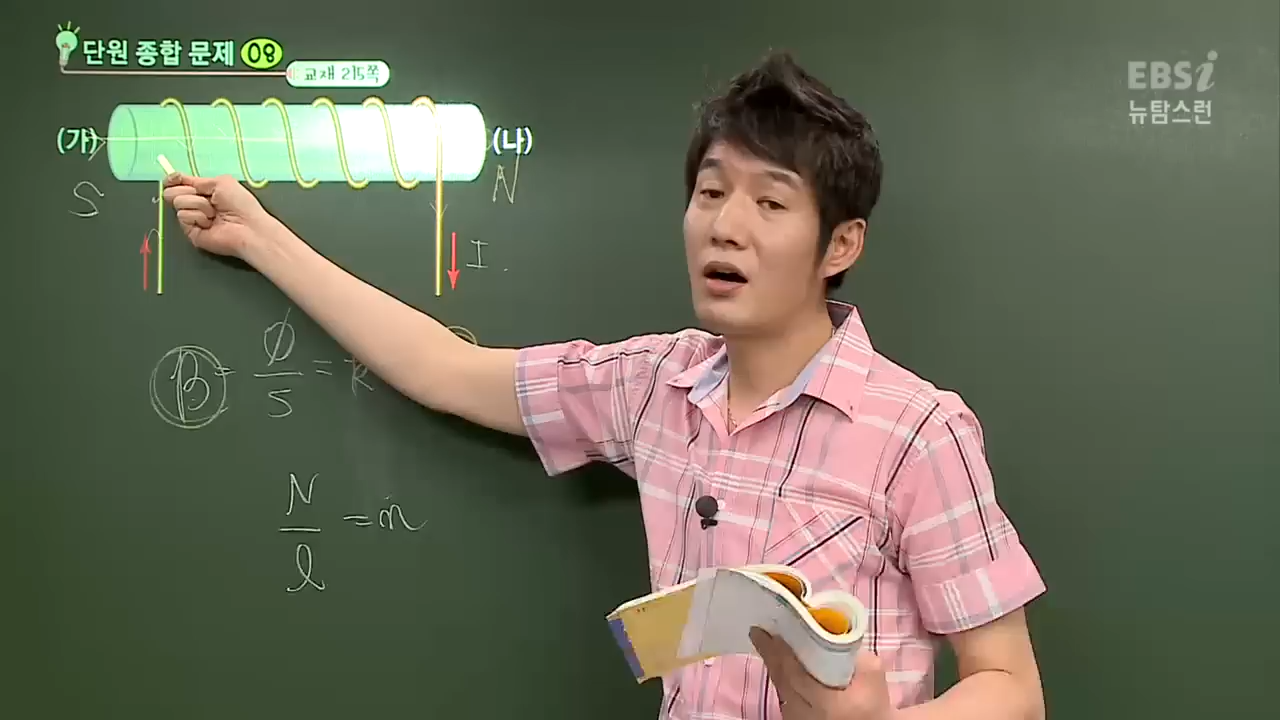 단원 종합 문제 08
교재 215쪽
EBSi
뉴탐스런
(가) (나)
S N
I
B = Φ/S = k
N/l = n